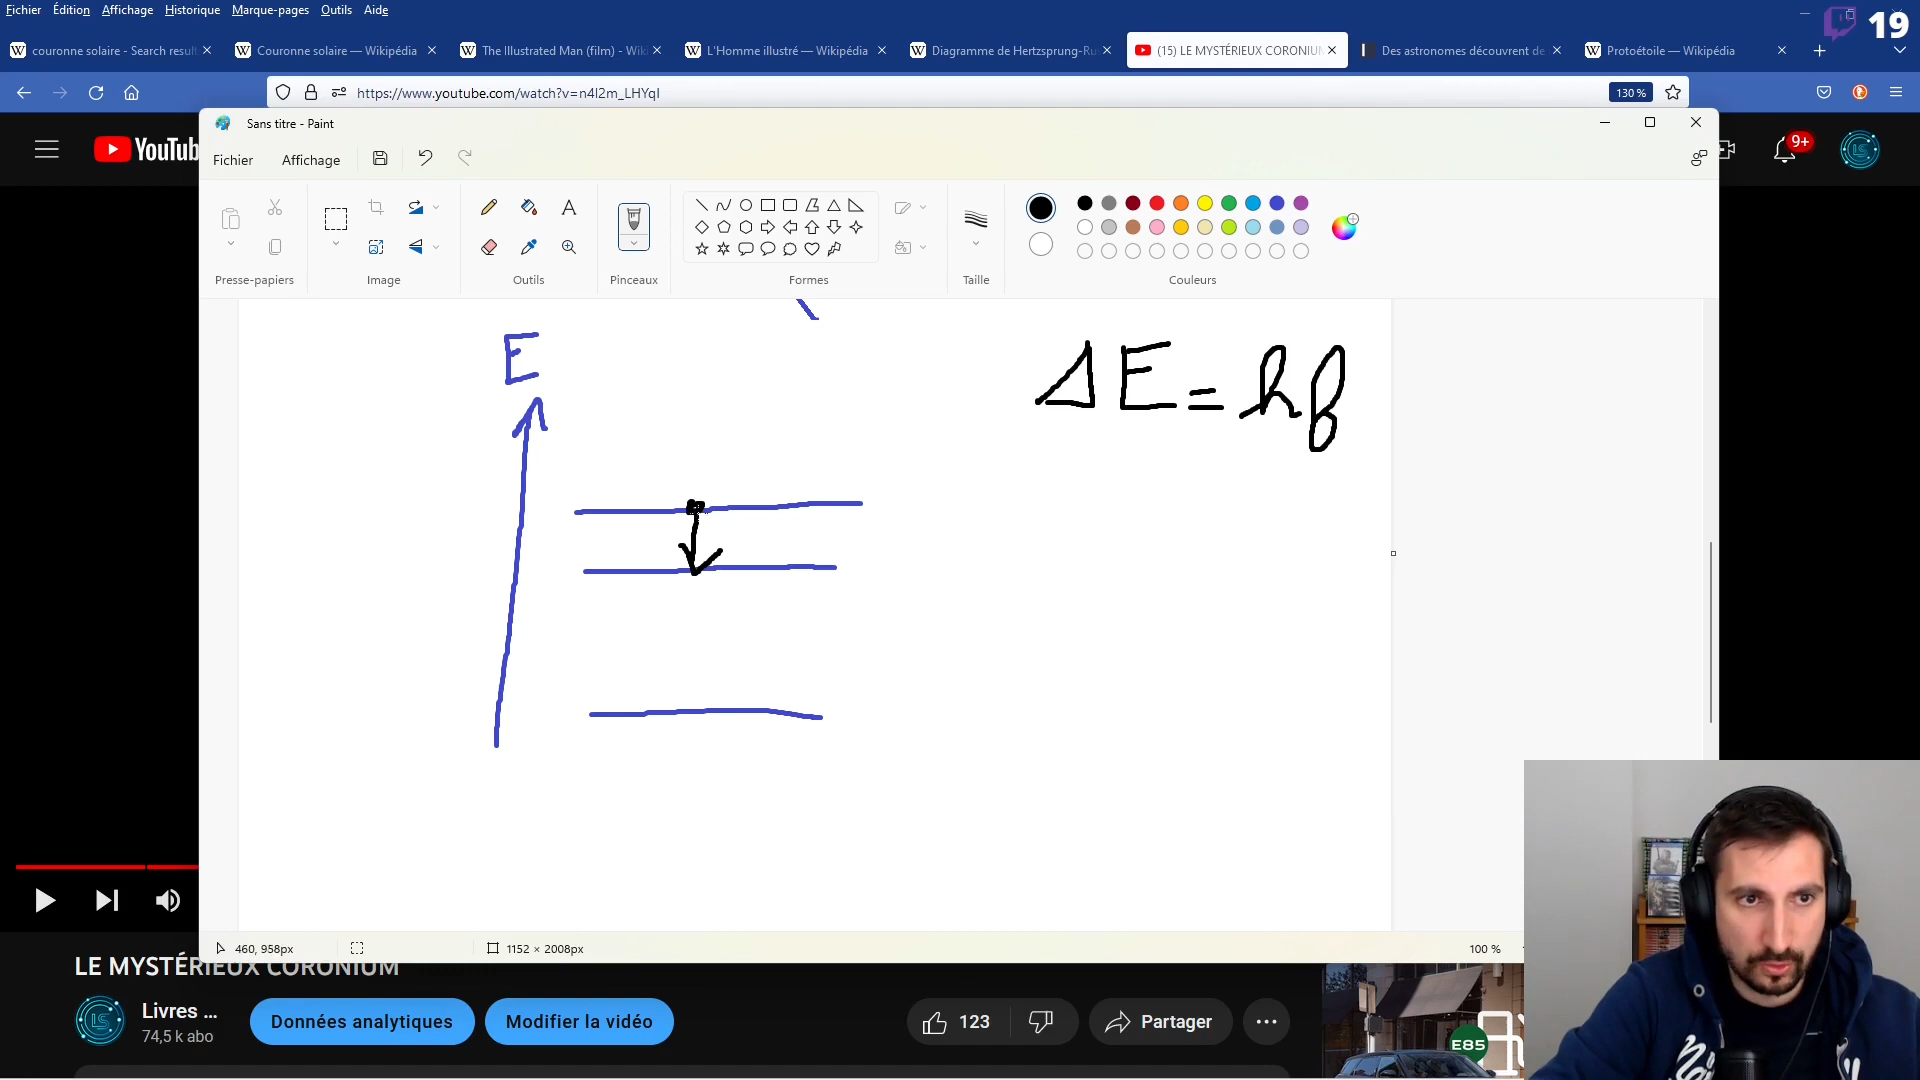 Fichier Édition Affichage Historique Marque-pages Outils Aide
19
couronne solaire - Search result
Couronne solaire — Wikipédia
The Illustrated Man (film) - Wiki
L'Homme illustré — Wikipédia
Diagramme de Hertzsprung-Ru
(15) LE MYSTÉRIEUX CORONIUM
Des astronomes découvrent de
Protoétoile — Wikipédia
https://www.youtube.com/watch?v=n4l2m_LHYqI
130 %
Sans titre - Paint
YouTub
9+
Fichier Affichage
Presse-papiers Image Outils Pinceaux Formes Taille Couleurs
E
ΔE = hf
460, 958px
1152 × 2008px
100 %
LE MYSTÉRIEUX CORONIUM
Livres ...
74,5 k abo
Données analytiques
Modifier la vidéo
123
Partager
E85
LS